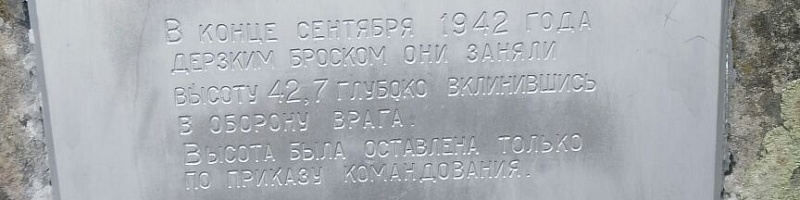 В КОНЦЕ СЕНТЯБРЯ 1942 ГОДА
ДЕРЗКИМ БРОСКОМ ОНИ ЗАНЯЛИ
ВЫСОТУ 42,7 ГЛУБОКО ВКЛИНИВШИСЬ
В ОБОРОНУ ВРАГА.
ВЫСОТА БЫЛА ОСТАВЛЕНА ТОЛЬКО
ПО ПРИКАЗУ КОМАНДОВАНИЯ.